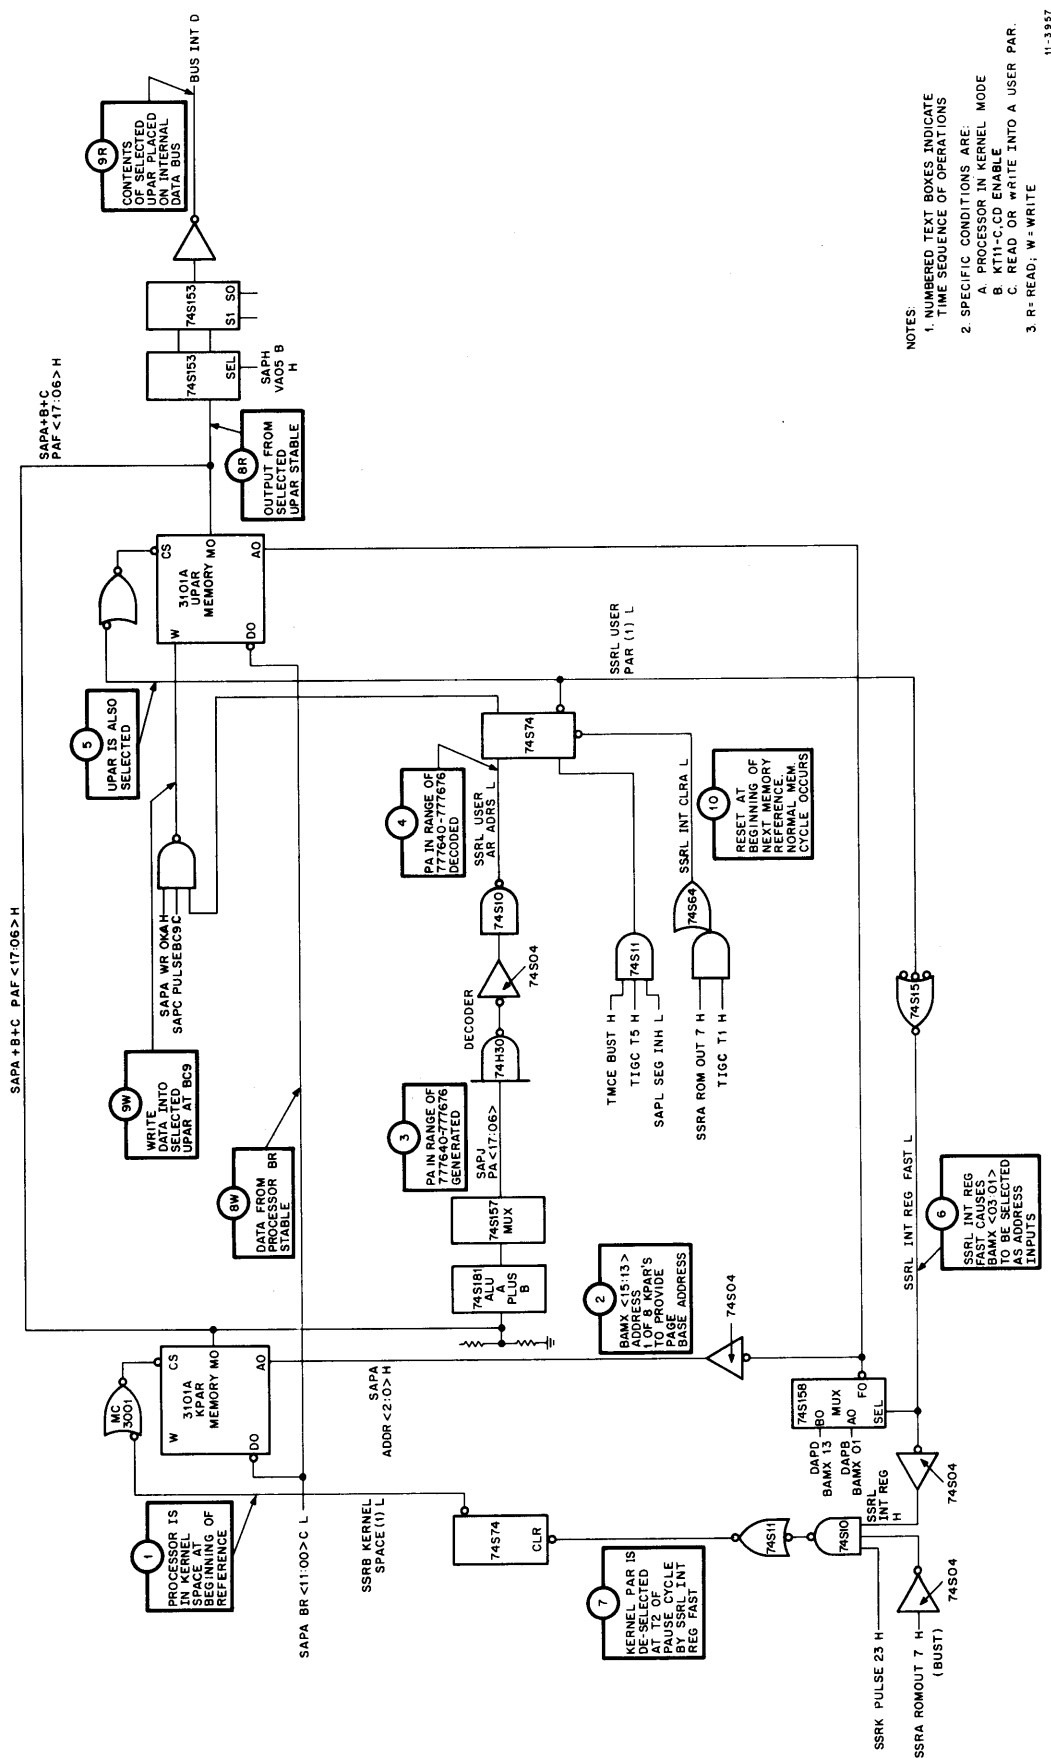 SAPA+B+C PAF <17:06> H
SAPA+B+C
PAF <17:06> H
1
PROCESSOR IS
IN KERNEL
SPACE AT
BEGINNING OF
REFERENCE
MC
3001
CS
W
3101A
KPAR
MEMORY
MO
DO
AO
SAPA BR <11:00> C L
SSRB KERNEL
SPACE (1) L
SAPA
ADDR <2:0> H
8W
DATA FROM
PROCESSOR BR
STABLE
9W
WRITE
DATA INTO
SELECTED
UPAR AT BC9
SAPA WR OKAH
SAPC PULSEBC9C
5
UPAR IS ALSO
SELECTED
CS
W
3101A
UPAR
MEMORY
MO
DO
AO
8R
OUTPUT FROM
SELECTED
UPAR STABLE
74S153
SEL
SAPH
VA05 B
H
74S153
S1 S0
9R
CONTENTS
OF SELECTED
UPAR PLACED
ON INTERNAL
DATA BUS
BUS INT D
74S181
ALU
A
PLUS
B
74S157
MUX
SAPJ
PA <17:06>
3
PA IN RANGE OF
777640-777676
GENERATED
DECODER
74H30
74S04
74S10
SSRL USER
AR ADRS L
4
PA IN RANGE OF
777640-777676
DECODED
74S74
SSRL USER
PAR (1) L
2
BAMX <15:13>
ADDRESS
1 OF 8 KPAR'S
TO PROVIDE
PAGE
BASE ADDRESS
74S04
TMCE BUST H
TIGC T5 H
SAPL SEG INH L
74S11
SSRA ROM OUT 7 H
TIGC T1 H
74S64
SSRL INT CLRA L
10
RESET AT
BEGINNING OF
NEXT MEMORY
REFERENCE.
NORMAL MEM.
CYCLE OCCURS
74S74
CLR
7
KERNEL PAR IS
DE-SELECTED
AT T2 OF
PAUSE CYCLE
BY SSRL INT
REG FAST
74S11
74S10
SSRL
INT REG
H
DAPD
BAMX 13
DAPB
BAMX 01
74S158
BO
MUX
AO
FO
SEL
74S04
SSRK PULSE 23 H
SSRA ROMOUT 7 H
(BUST)
74S04
SSRL INT REG FAST L
6
SSRL INT REG
FAST CAUSES
BAMX <03:01>
TO BE SELECTED
AS ADDRESS
INPUTS
74S15
NOTES:
1. NUMBERED TEXT BOXES INDICATE
TIME SEQUENCE OF OPERATIONS
2. SPECIFIC CONDITIONS ARE:
A. PROCESSOR IN KERNEL MODE
B. KT11-C,CD ENABLE
C. READ OR WRITE INTO A USER PAR.
3. R= READ; W = WRITE
11-3957